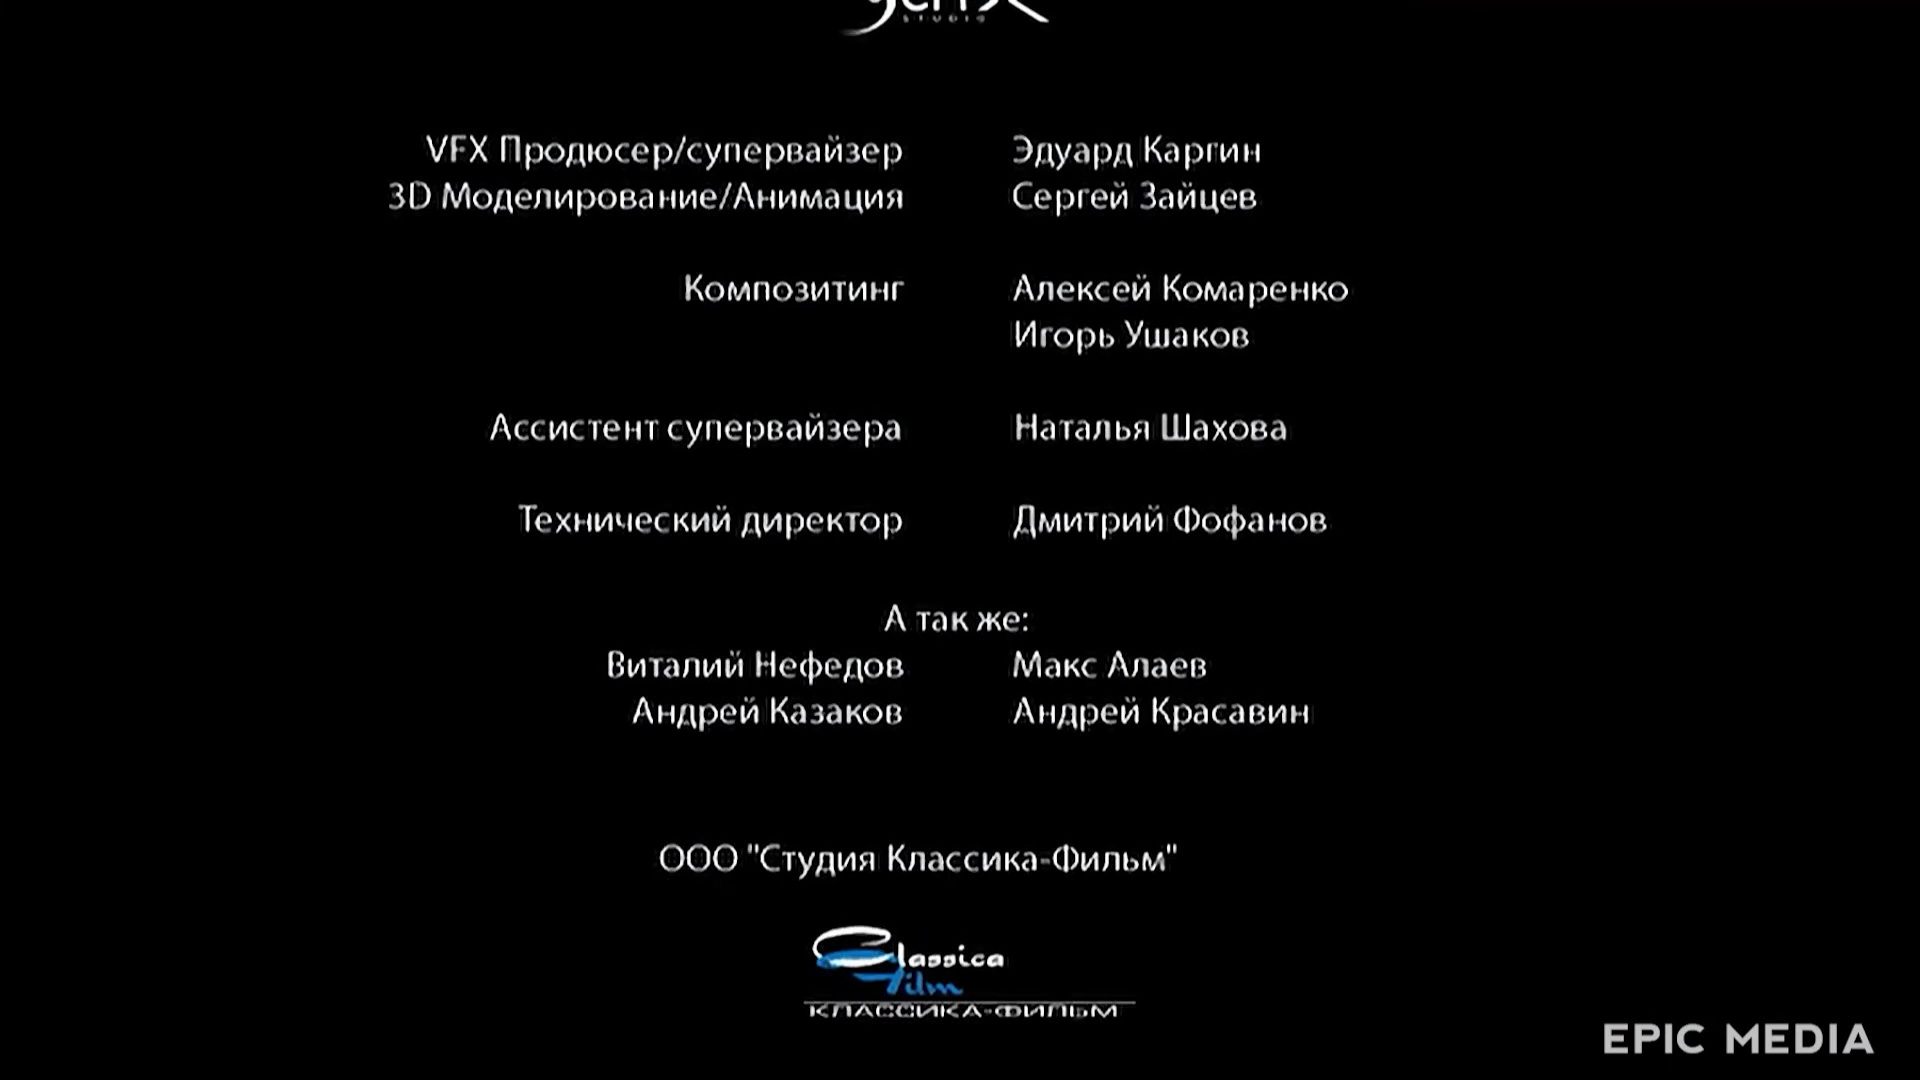 STUDIO
VFX Продюсер/супервайзер Эдуард Каргин
3D Моделирование/Анимация Сергей Зайцев
Композитинг Алексей Комаренко
Игорь Ушаков
Ассистент супервайзера Наталья Шахова
Технический директор Дмитрий Фофанов
А так же:
Виталий Нефедов Макс Алаев
Андрей Казаков Андрей Красавин
ООО "Студия Классика-Фильм"
Classica
Film
КЛАССИКА-ФИЛЬМ
EPIC MEDIA